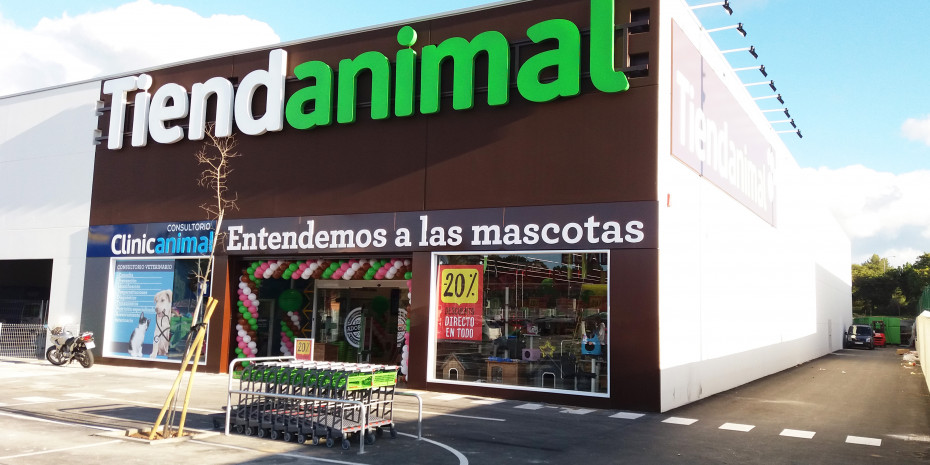 Tiendanimal
Tiendanimal
CONSULTORIO
Clinicanimal
Entendemos a las mascotas
CONSULTORIO VETERINARIO
-20%
DIRECTO
EN TODO
20%